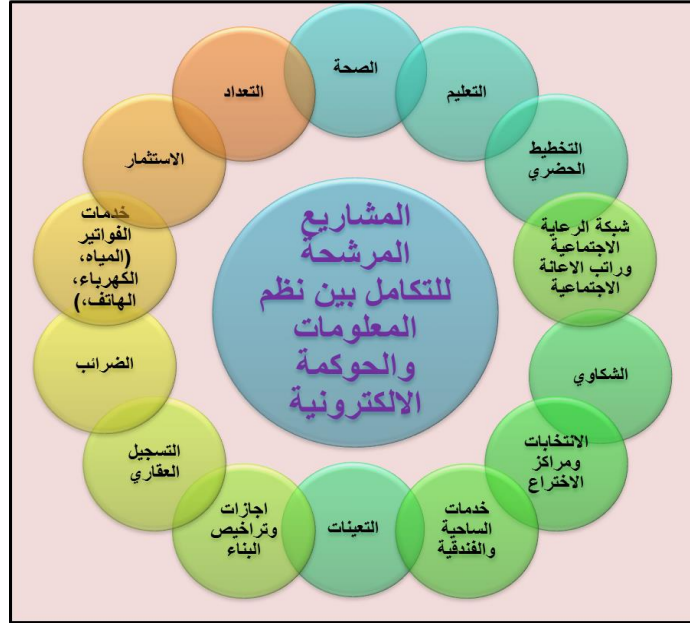 المشاريع
المرشحة
للتكامل بين نظم
المعلومات
والحوكمة
الالكترونية
الصحة
التعليم
التخطيط
الحضري
شبكة الرعاية
الاجتماعية
وراتب الاعانة
الاجتماعية
الشكاوي
الانتخابات
ومراكز
الاختراع
خدمات
الساحية
والفندقية
التعينات
اجازات
وتراخيص
البناء
التسجيل
العقاري
الضرائب
خدمات
الفواتير
(المياه،
الكهرباء،
الهاتف،)
الاستثمار
التعداد